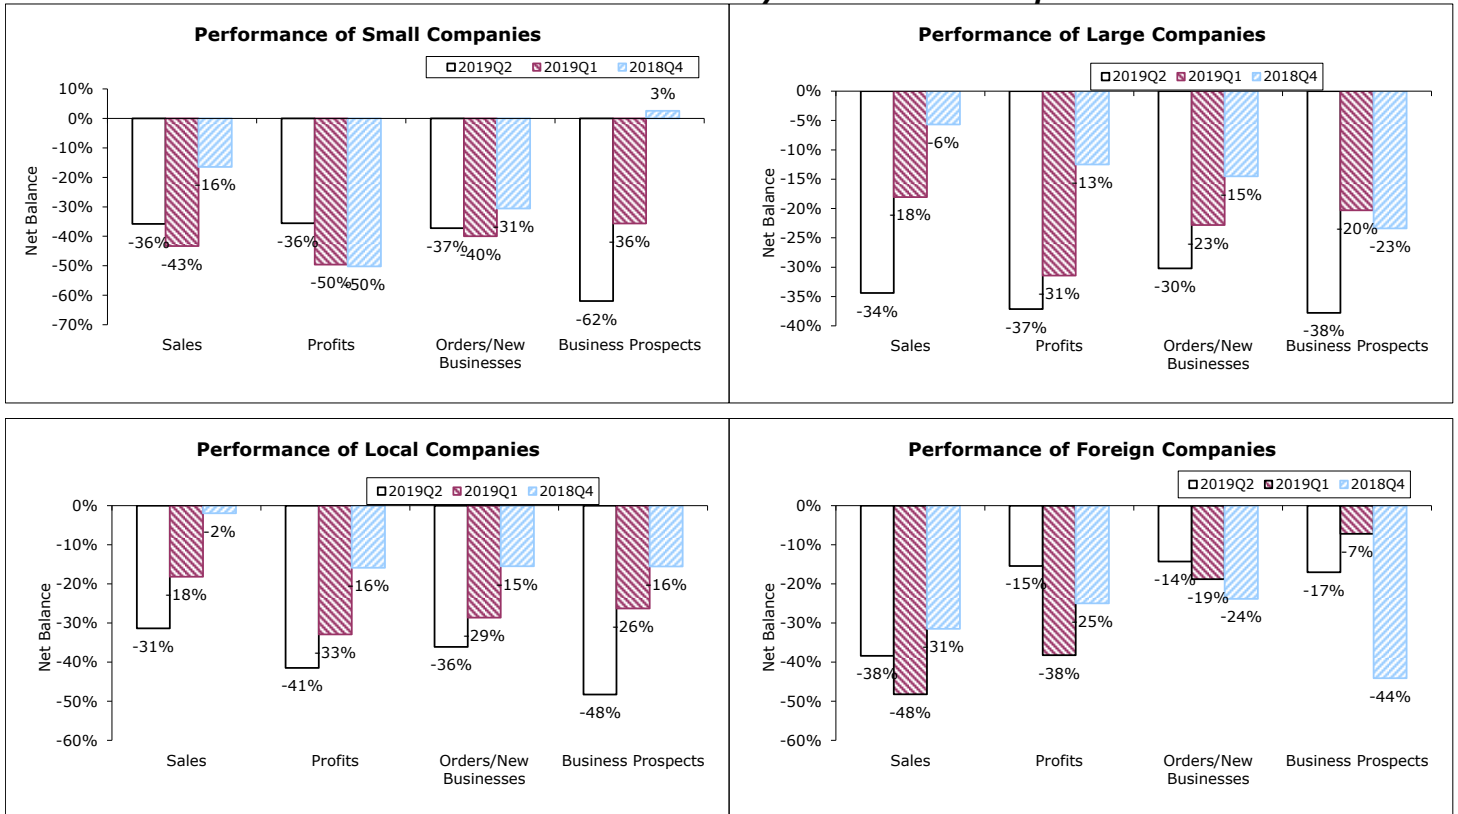 Performance of Small Companies
2019Q2 2019Q1 2018Q4
Net Balance
10%
0%
-10%
-20%
-30%
-40%
-50%
-60%
-70%
3%
-16%
-36%
-43%
-36%
-50%
-50%
-37%
-40%
-31%
-36%
-62%
Sales
Profits
Orders/New
Businesses
Business Prospects
Performance of Large Companies
2019Q2 2019Q1 2018Q4
Net Balance
0%
-5%
-10%
-15%
-20%
-25%
-30%
-35%
-40%
-34%
-18%
-6%
-37%
-31%
-13%
-30%
-23%
-15%
-38%
-20%
-23%
Sales
Profits
Orders/New
Businesses
Business Prospects
Performance of Local Companies
2019Q2 2019Q1 2018Q4
Net Balance
0%
-10%
-20%
-30%
-40%
-50%
-60%
-31%
-18%
-2%
-41%
-33%
-16%
-36%
-29%
-15%
-48%
-26%
-16%
Sales
Profits
Orders/New
Businesses
Business Prospects
Performance of Foreign Companies
2019Q2 2019Q1 2018Q4
Net Balance
0%
-10%
-20%
-30%
-40%
-50%
-60%
-38%
-48%
-31%
-15%
-38%
-25%
-14%
-19%
-24%
-17%
-7%
-44%
Sales
Profits
Orders/New
Businesses
Business Prospects